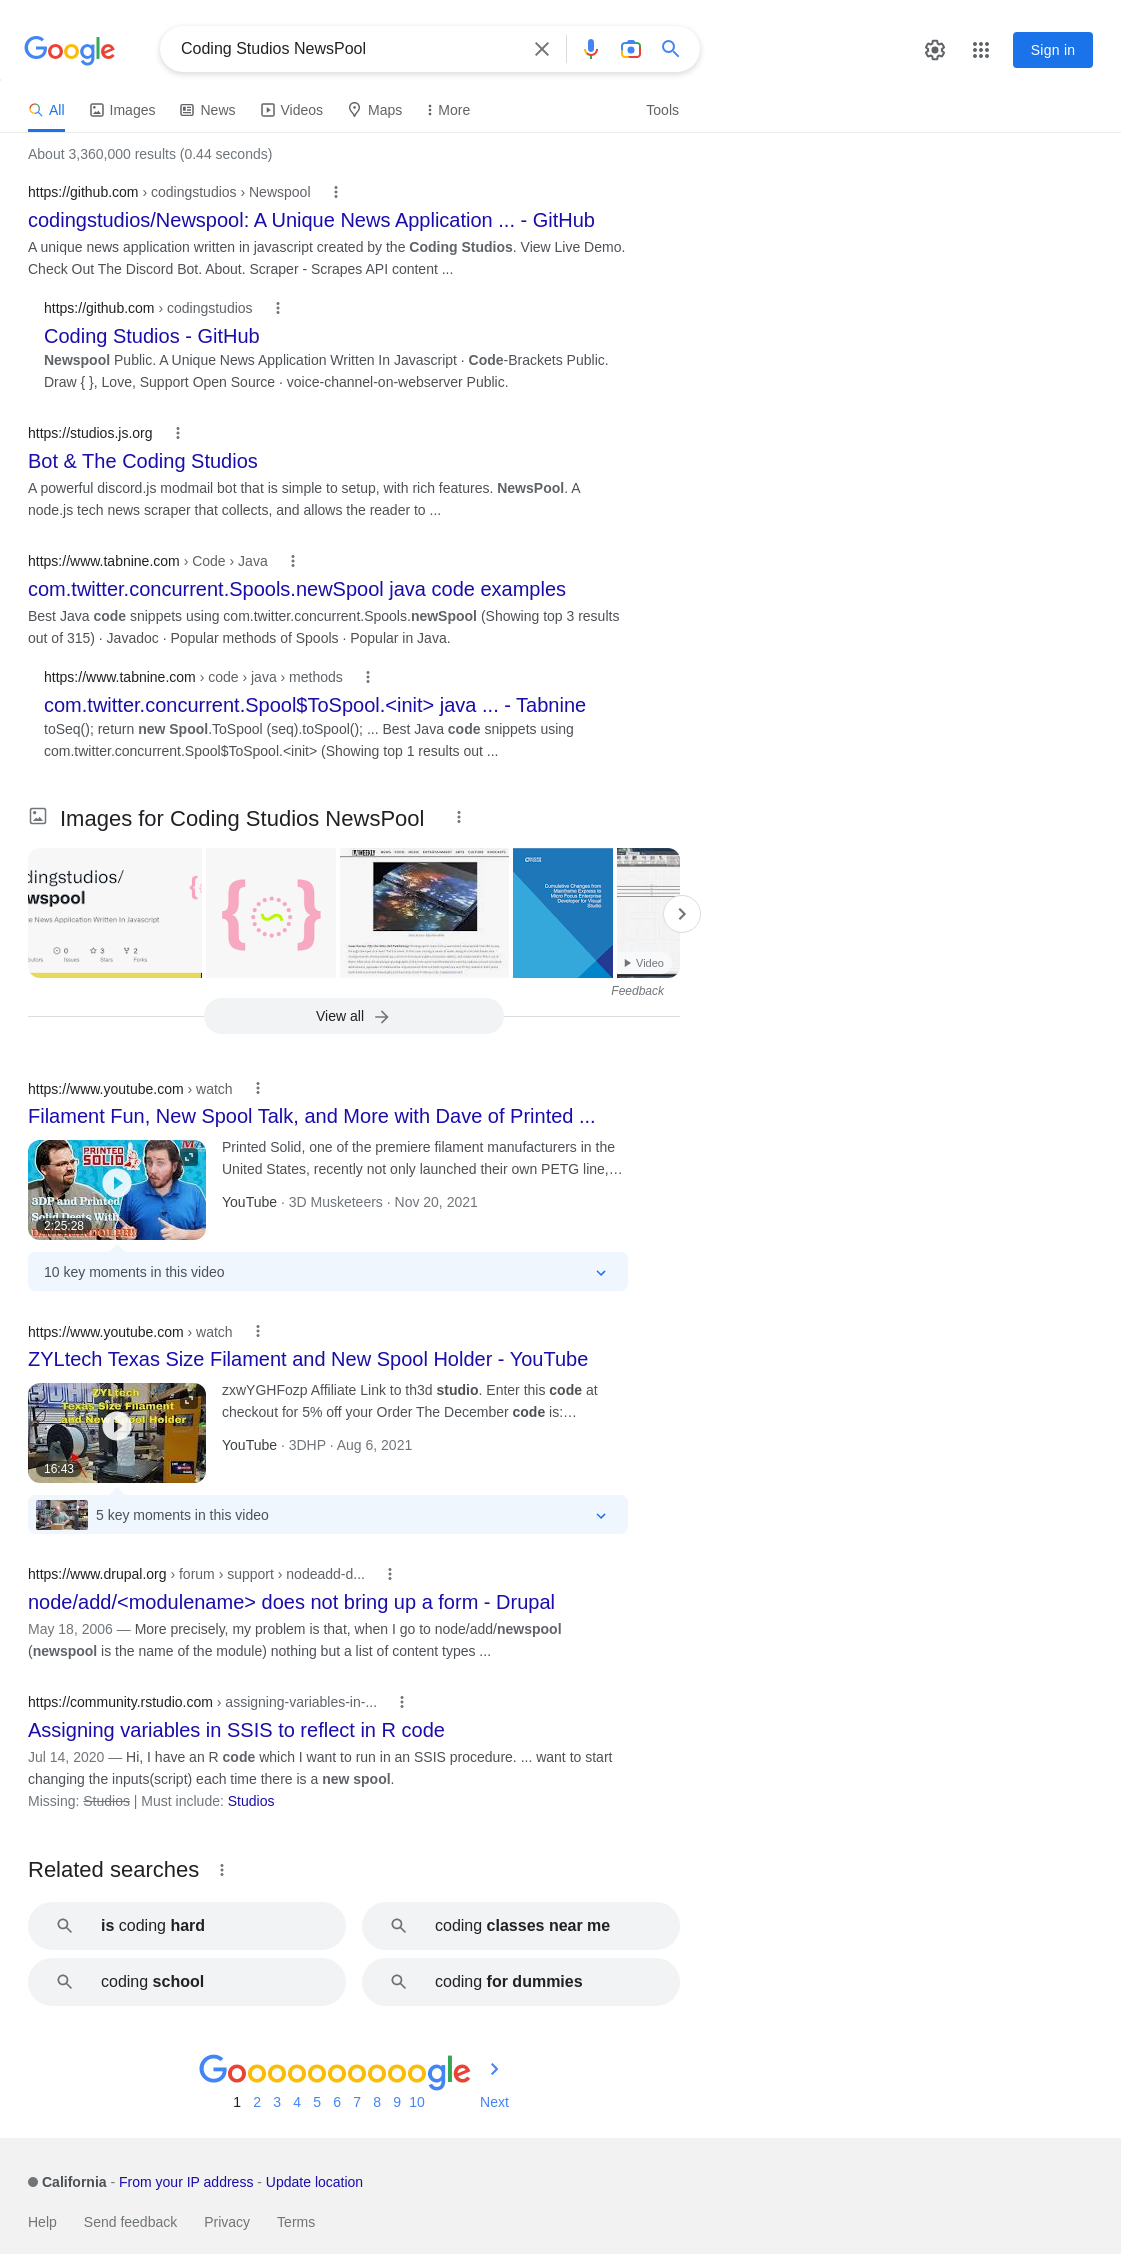 Google
Coding Studios NewsPool
Sign in
All
Images
News
Videos
Maps
More
Tools
About 3,360,000 results (0.44 seconds)
https://github.com › codingstudios › Newspool
codingstudios/Newspool: A Unique News Application ... - GitHub
A unique news application written in javascript created by the Coding Studios. View Live Demo.
Check Out The Discord Bot. About. Scraper - Scrapes API content ...
https://github.com › codingstudios
Coding Studios - GitHub
Newspool Public. A Unique News Application Written In Javascript · Code-Brackets Public.
Draw { }, Love, Support Open Source · voice-channel-on-webserver Public.
https://studios.js.org
Bot & The Coding Studios
A powerful discord.js modmail bot that is simple to setup, with rich features. NewsPool. A
node.js tech news scraper that collects, and allows the reader to ...
https://www.tabnine.com › Code › Java
com.twitter.concurrent.Spools.newSpool java code examples
Best Java code snippets using com.twitter.concurrent.Spools.newSpool (Showing top 3 results
out of 315) · Javadoc · Popular methods of Spools · Popular in Java.
https://www.tabnine.com › code › java › methods
com.twitter.concurrent.Spool$ToSpool.<init> java ... - Tabnine
toSeq(); return new Spool.ToSpool (seq).toSpool(); ... Best Java code snippets using
com.twitter.concurrent.Spool$ToSpool.<init> (Showing top 1 results out ...
Images for Coding Studios NewsPool
dingstudios/
wspool
e News Application Written In Javascript
0
3
2
Issues
Stars
Forks
WEEKLY
Cumulative Changes from
Mainframe Express to
Micro Focus Enterprise
Developer for Visual
Studio
Video
Feedback
View all
https://www.youtube.com › watch
Filament Fun, New Spool Talk, and More with Dave of Printed ...
PRINTED
SOLID
3DP and Printed
Solid Deets With
2:25:28
Printed Solid, one of the premiere filament manufacturers in the
United States, recently not only launched their own PETG line,…
YouTube · 3D Musketeers · Nov 20, 2021
10 key moments in this video
https://www.youtube.com › watch
ZYLtech Texas Size Filament and New Spool Holder - YouTube
ZYLtech
Texas Size Filament
and New Spool Holder
16:43
zxwYGHFozp Affiliate Link to th3d studio. Enter this code at
checkout for 5% off your Order The December code is:…
YouTube · 3DHP · Aug 6, 2021
5 key moments in this video
https://www.drupal.org › forum › support › nodeadd-d...
node/add/<modulename> does not bring up a form - Drupal
May 18, 2006 — More precisely, my problem is that, when I go to node/add/newspool
(newspool is the name of the module) nothing but a list of content types ...
https://community.rstudio.com › assigning-variables-in-...
Assigning variables in SSIS to reflect in R code
Jul 14, 2020 — Hi, I have an R code which I want to run in an SSIS procedure. ... want to start
changing the inputs(script) each time there is a new spool.
Missing: Studios | Must include: Studios
Related searches
is coding hard
coding classes near me
coding school
coding for dummies
Goooooooooogle
1 2 3 4 5 6 7 8 9 10 Next
California - From your IP address - Update location
Help Send feedback Privacy Terms